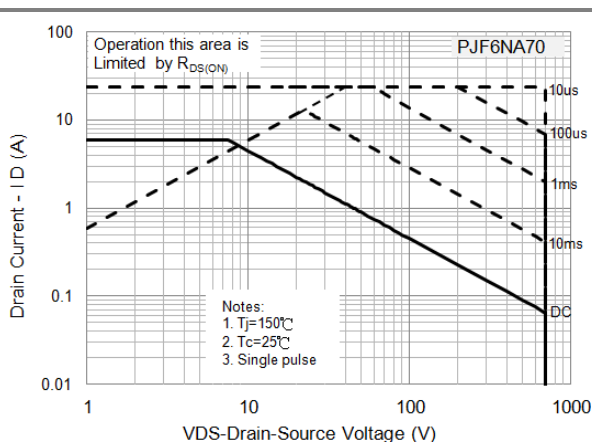 100
Operation this area is
Limited by RDS(ON)
PJF6NA70
10us
10
100us
1ms
1
10ms
0.1
DC
Notes:
1. Tj=150℃
2. Tc=25℃
3. Single pulse
0.01
1
10
100
1000
Drain Current - I D (A)
VDS-Drain-Source Voltage (V)